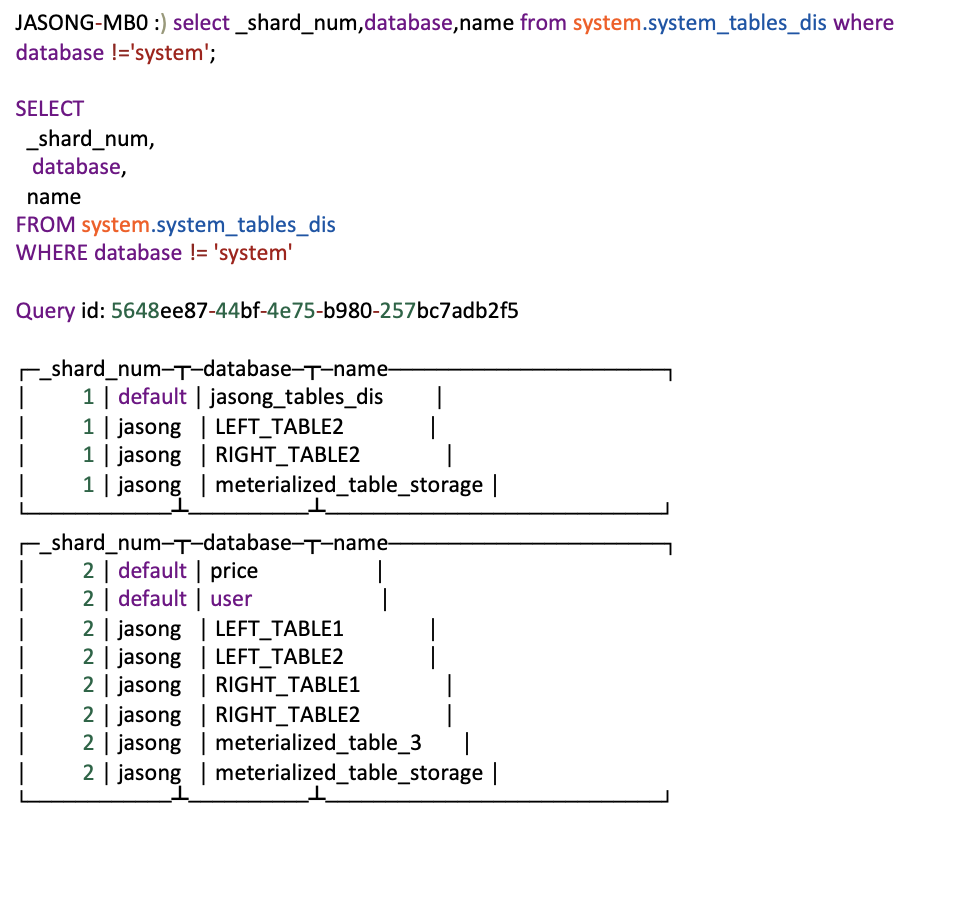 JASONG-MB0 :) select _shard_num,database,name from system.system_tables_dis where
database !='system';
SELECT
_shard_num,
database,
name
FROM system.system_tables_dis
WHERE database != 'system'
Query id: 5648ee87-44bf-4e75-b980-257bc7adb2f5
┌─_shard_num─┬─database─┬─name─────────────────────┐
│ 1 │ default │ jasong_tables_dis │
│ 1 │ jasong │ LEFT_TABLE2 │
│ 1 │ jasong │ RIGHT_TABLE2 │
│ 1 │ jasong │ meterialized_table_storage │
└────────────┴──────────┴──────────────────────────┘
┌─_shard_num─┬─database─┬─name─────────────────────┐
│ 2 │ default │ price │
│ 2 │ default │ user │
│ 2 │ jasong │ LEFT_TABLE1 │
│ 2 │ jasong │ LEFT_TABLE2 │
│ 2 │ jasong │ RIGHT_TABLE1 │
│ 2 │ jasong │ RIGHT_TABLE2 │
│ 2 │ jasong │ meterialized_table_3 │
│ 2 │ jasong │ meterialized_table_storage │
└────────────┴──────────┴──────────────────────────┘